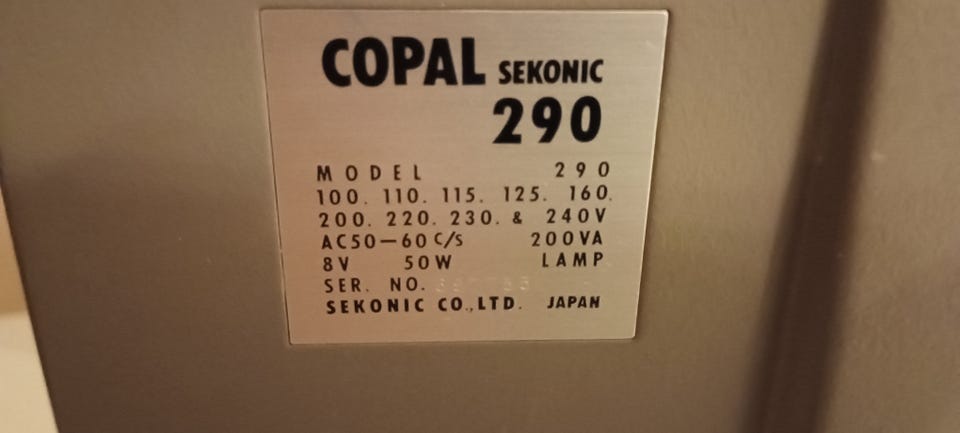 COPAL SEKONIC
290
MODEL 290
100. 110. 115. 125. 160.
200. 220. 230. & 240V
AC50-60 C/S 200VA
8V 50W LAMP
SER. NO.
SEKONIC CO.,LTD. JAPAN